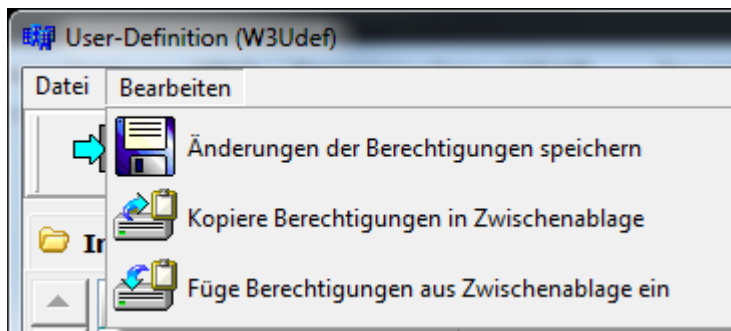 User-Definition (W3Udef)
Datei Bearbeiten
Änderungen der Berechtigungen speichern
Kopiere Berechtigungen in Zwischenablage
Füge Berechtigungen aus Zwischenablage ein